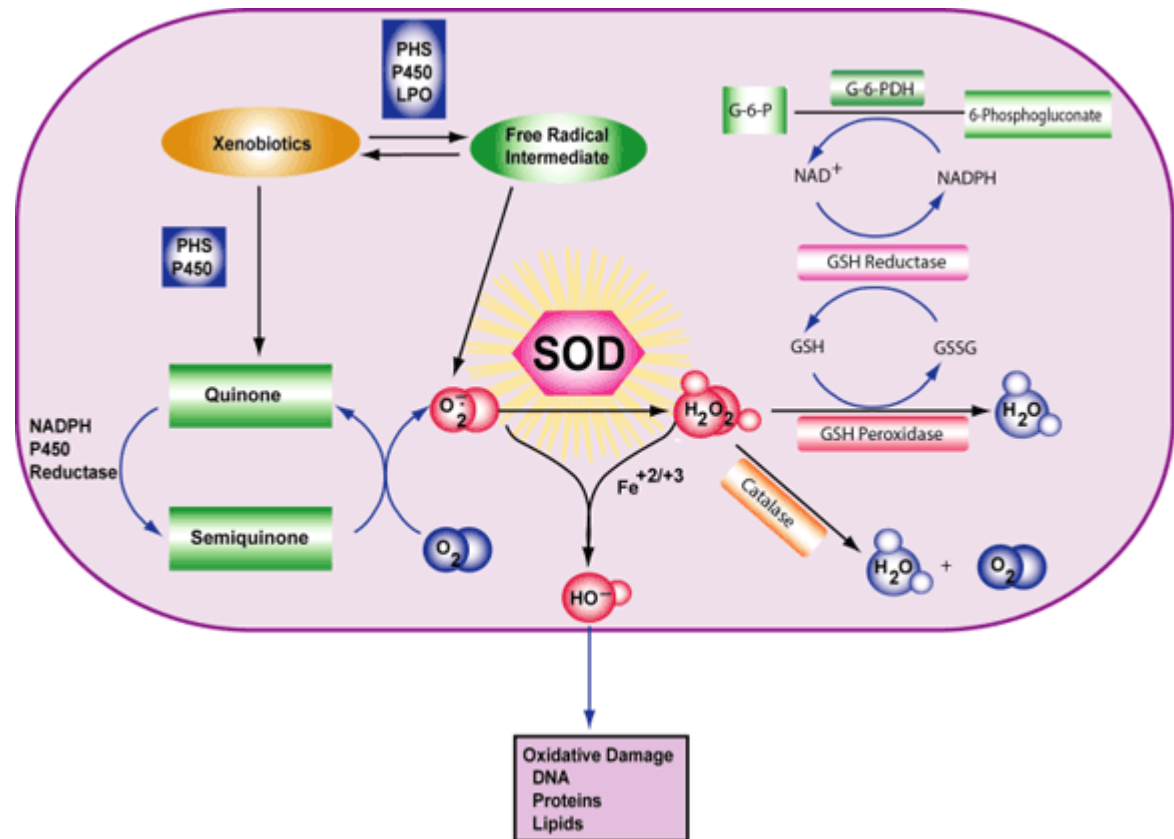 PHS
P450
LPO
Xenobiotics
Free Radical
Intermediate
G-6-P
G-6-PDH
6-Phosphogluconate
NAD+
NADPH
PHS
P450
GSH Reductase
SOD
GSH
GSSG
Quinone
O2∸
H2O2
H2O
GSH Peroxidase
NADPH
P450
Reductase
Fe+2/+3
Catalase
Semiquinone
O2
H2O + O2
HO−
Oxidative Damage
DNA
Proteins
Lipids